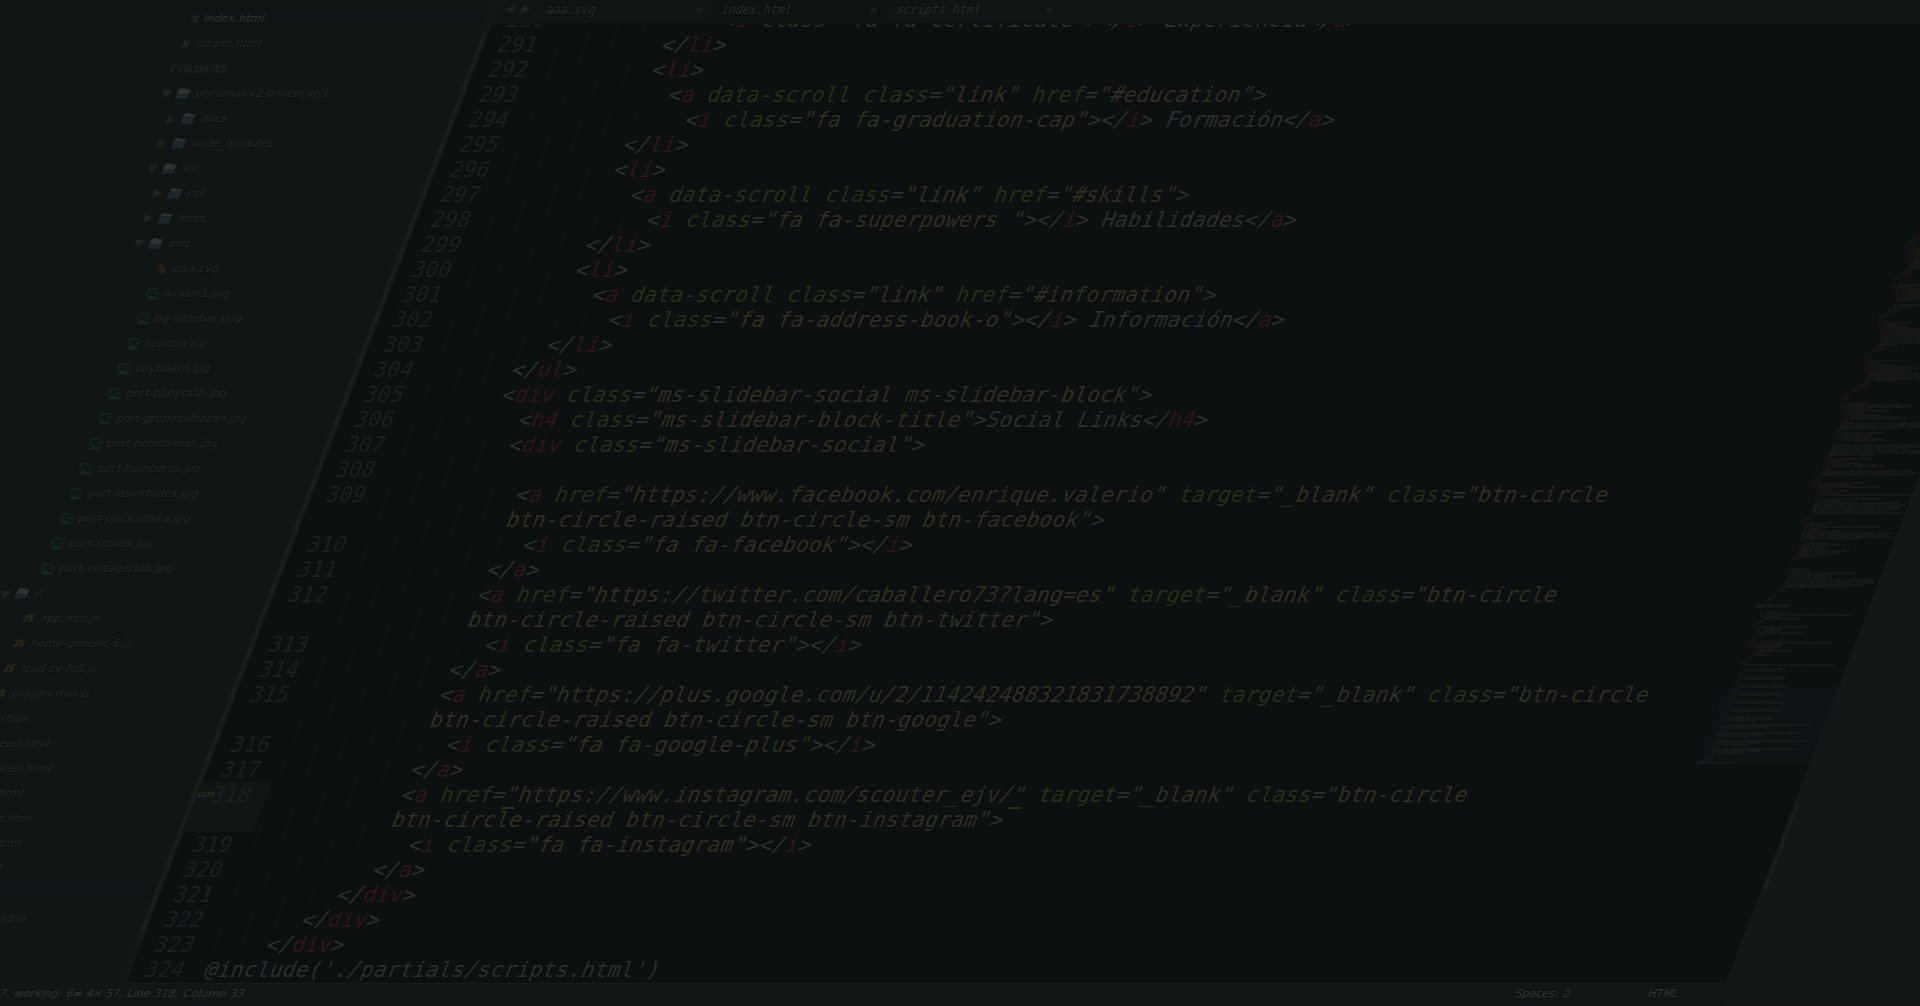 index.html
scripts.html
FOLDERS
personal-v2-bootstrap3
docs
node_modules
src
css
fonts
img
aaa.svg
avatar1.jpg
bg-slidebar.png
favicon.ico
keyboard.jpg
port-babytaso.jpg
port-gruposulbaran.jpg
port-hotelbrisas.jpg
port-humberto.jpg
port-lasvirtudes.jpg
port-piscicultura.jpg
port-scouts.jpg
port-vintageclub.jpg
js
JS app.min.js
JS home-generic-6.js
JS lead-cv-full.js
plugins.min.js
html
aaa.svg index.html scripts.html
291 </li>
292 <li>
293 <a data-scroll class="link" href="#education">
294 <i class="fa fa-graduation-cap"></i> Formación</a>
295 </li>
296 <li>
297 <a data-scroll class="link" href="#skills">
298 <i class="fa fa-superpowers "></i> Habilidades</a>
299 </li>
300 <li>
301 <a data-scroll class="link" href="#information">
302 <i class="fa fa-address-book-o"></i> Información</a>
303 </li>
304 </ul>
305 <div class="ms-slidebar-social ms-slidebar-block">
306 <h4 class="ms-slidebar-block-title">Social Links</h4>
307 <div class="ms-slidebar-social">
308
309 <a href="https://www.facebook.com/enrique.valerio" target="_blank" class="btn-circle
btn-circle-raised btn-circle-sm btn-facebook">
310 <i class="fa fa-facebook"></i>
311 </a>
312 <a href="https://twitter.com/caballero73?lang=es" target="_blank" class="btn-circle
btn-circle-raised btn-circle-sm btn-twitter">
313 <i class="fa fa-twitter"></i>
314 </a>
315 <a href="https://plus.google.com/u/2/114242488321831738892" target="_blank" class="btn-circle
btn-circle-raised btn-circle-sm btn-google">
316 <i class="fa fa-google-plus"></i>
317 </a>
318 <a href="https://www.instagram.com/scouter_ejv/" target="_blank" class="btn-circle
btn-circle-raised btn-circle-sm btn-instagram">
319 <i class="fa fa-instagram"></i>
320 </a>
321 </div>
322 </div>
323 </div>
324 @include('./partials/scripts.html')
working: 6≠ 4× 5?, Line 318, Column 33
Spaces: 2 HTML